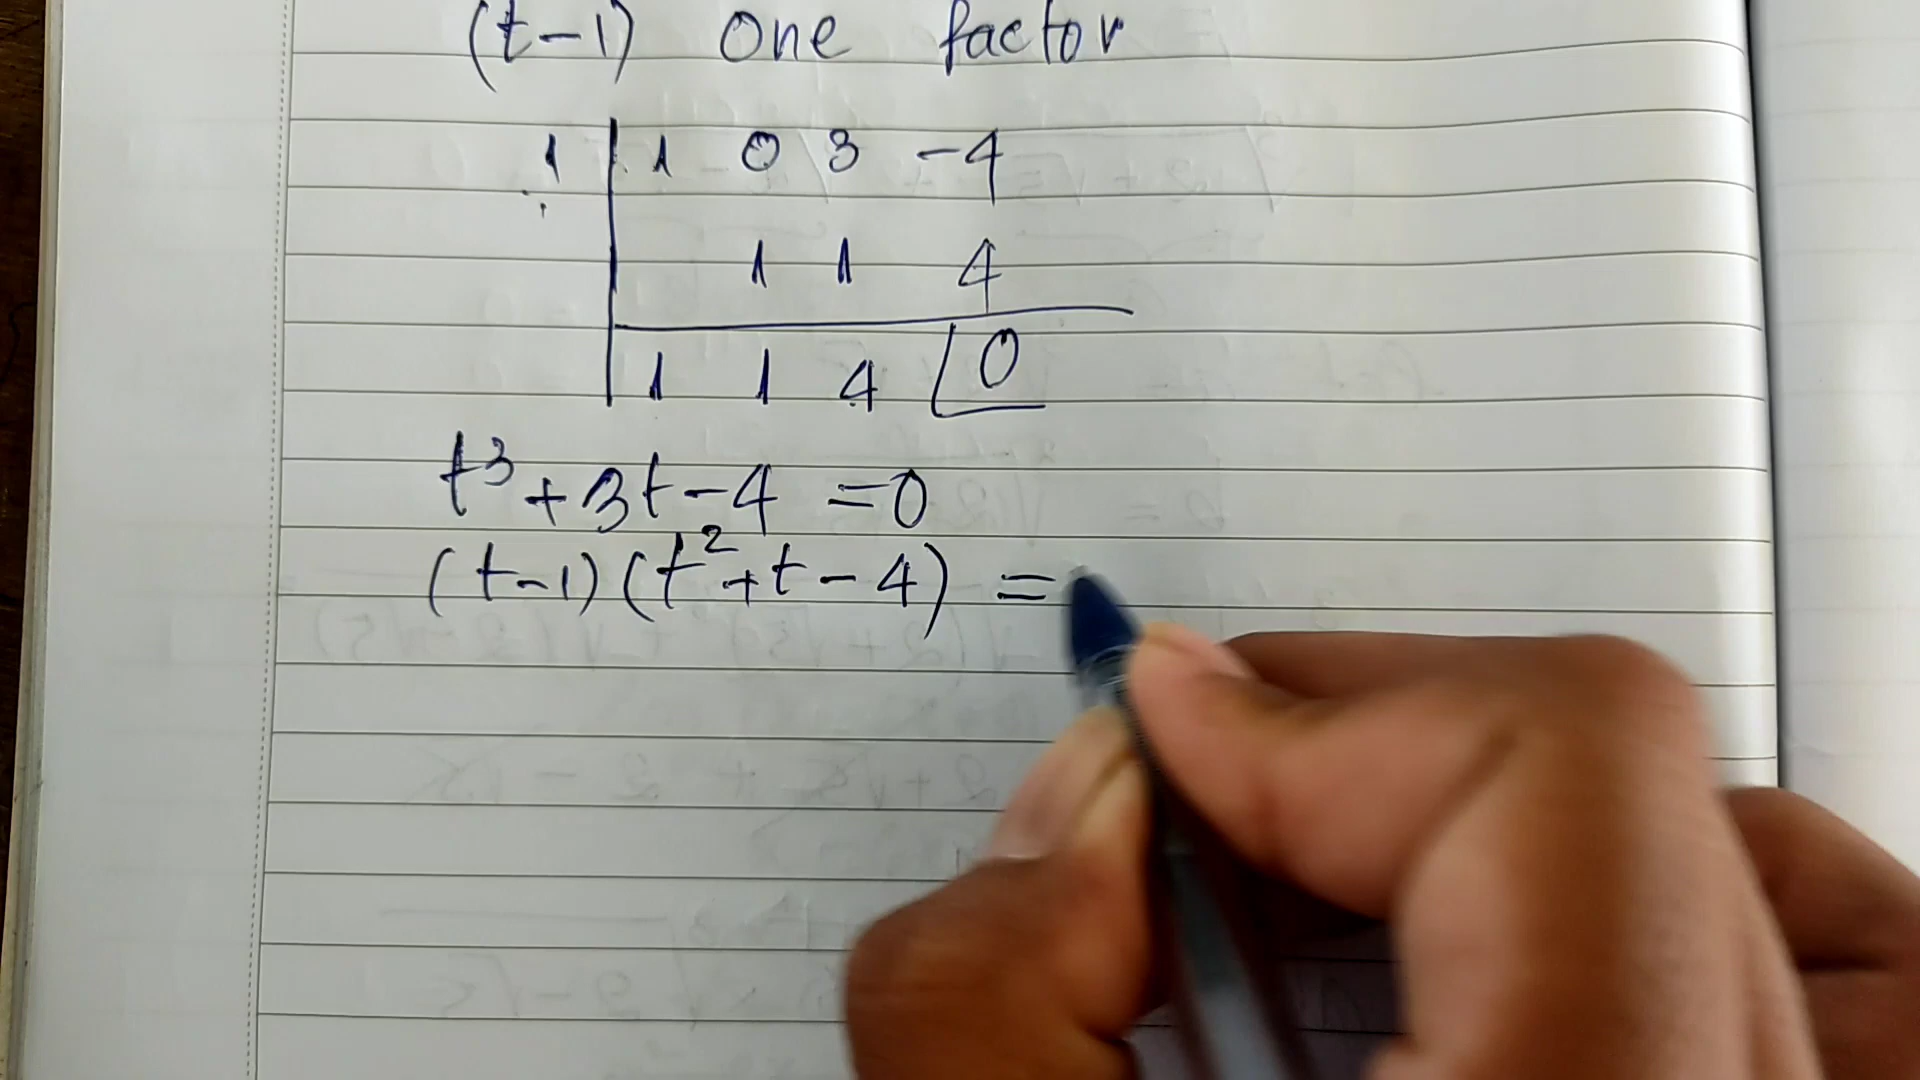 (t-1) one factor
1 | 1 0 3 -4
1 1 4
1 1 4 0
t³+3t-4 =0
(t-1)(t²+t-4) =